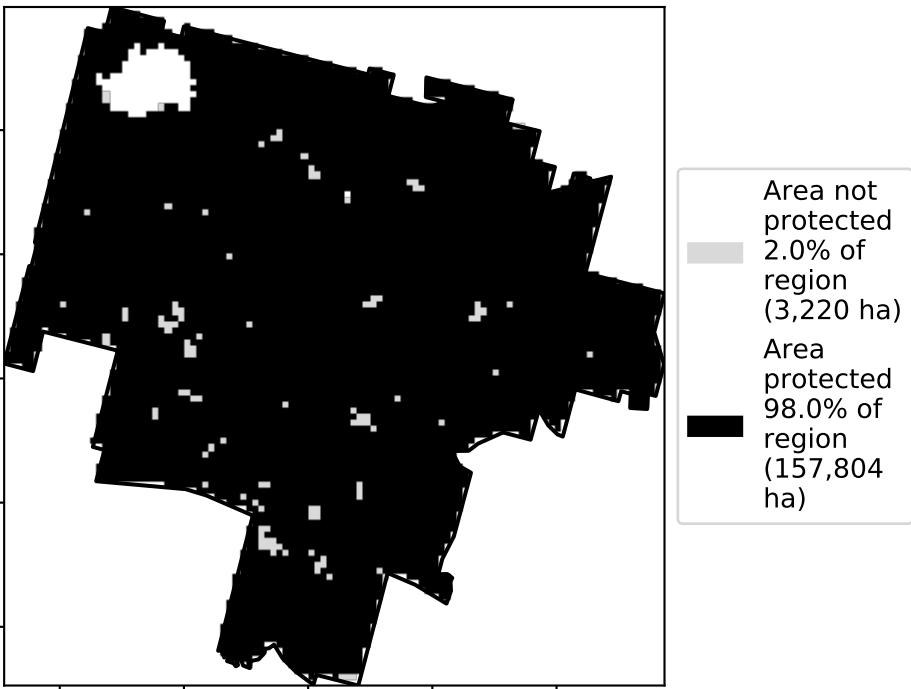 Area not
protected
2.0% of
region
(3,220 ha)
Area
protected
98.0% of
region
(157,804
ha)